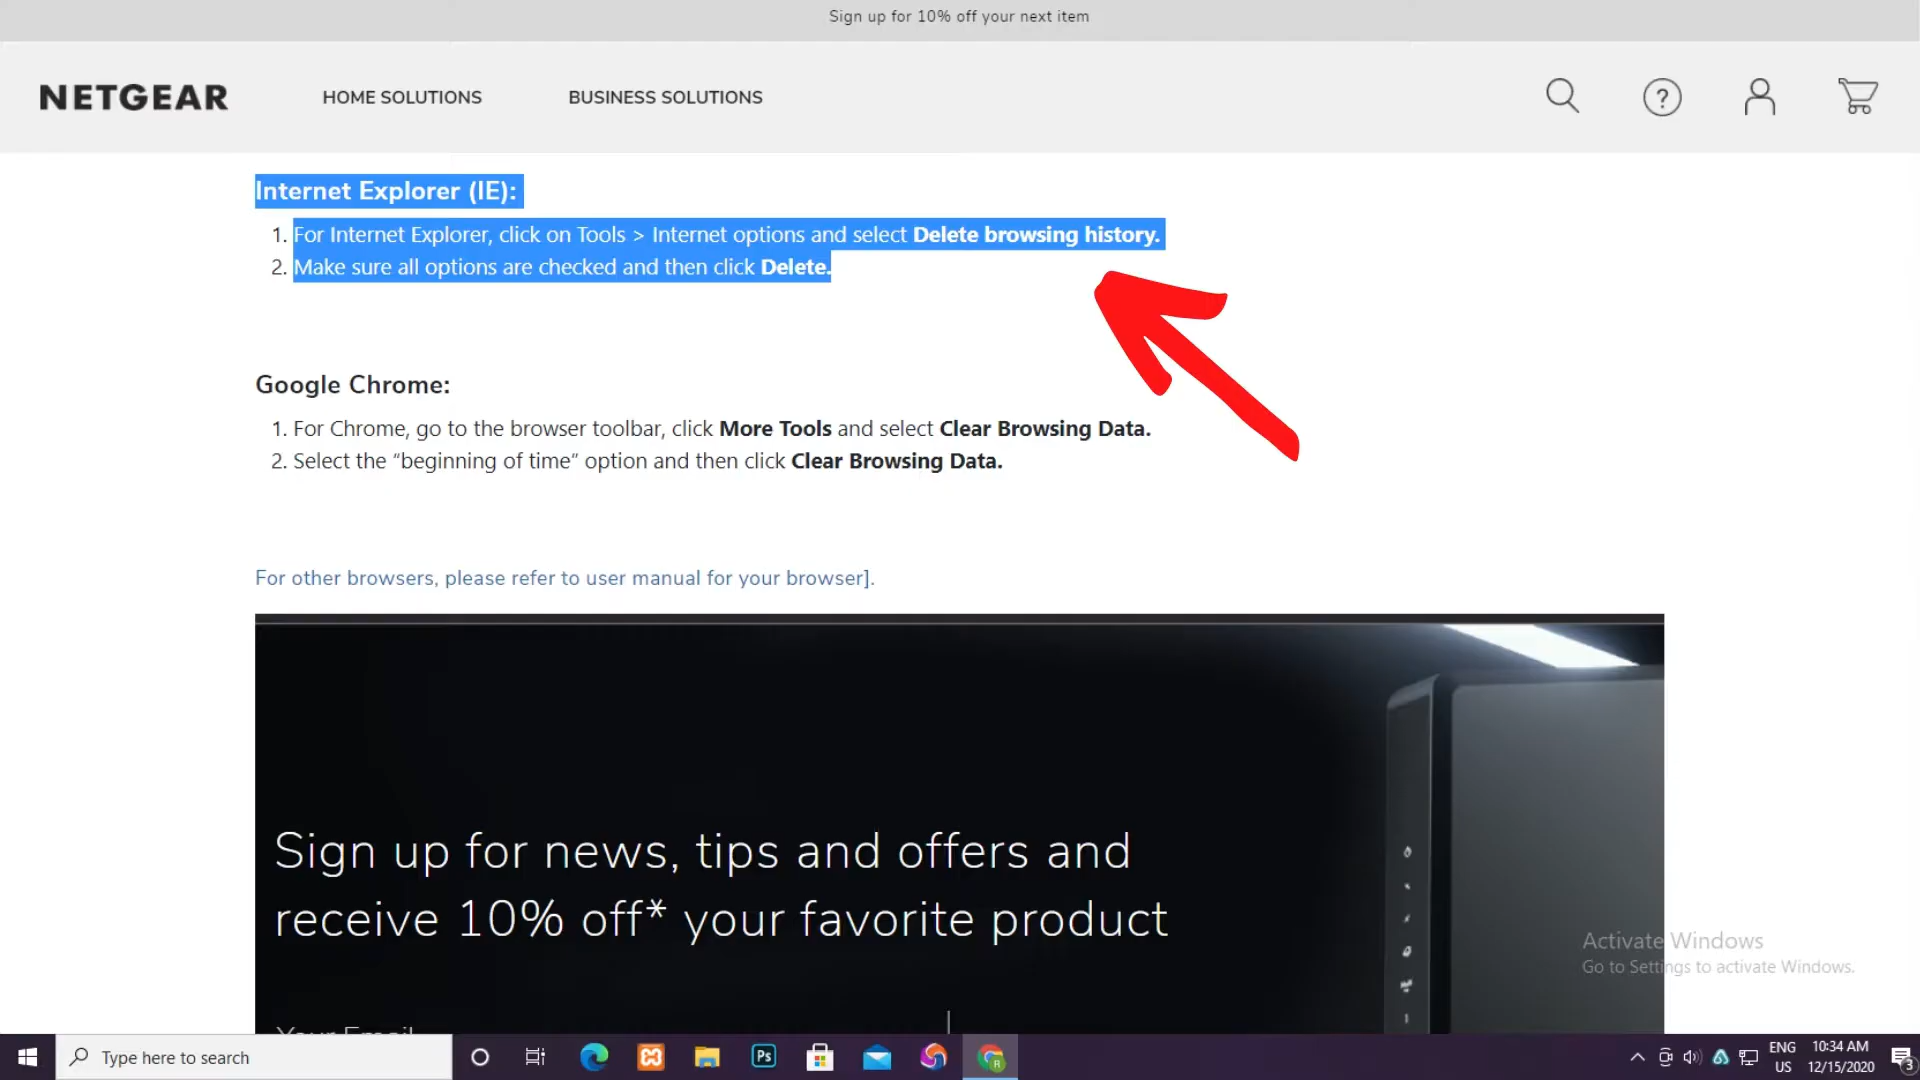 Sign up for 10% off your next item
NETGEAR
HOME SOLUTIONS
BUSINESS SOLUTIONS
?
Internet Explorer (IE):
1. For Internet Explorer, click on Tools > Internet options and select Delete browsing history.
2. Make sure all options are checked and then click Delete.
Google Chrome:
1. For Chrome, go to the browser toolbar, click More Tools and select Clear Browsing Data.
2. Select the “beginning of time” option and then click Clear Browsing Data.
For other browsers, please refer to user manual for your browser].
Sign up for news, tips and offers and
receive 10% off* your favorite product
Activate Windows
Go to Settings to activate Windows.
Your Email
Type here to search
Ps
R
ENG
US
10:34 AM
12/15/2020
3